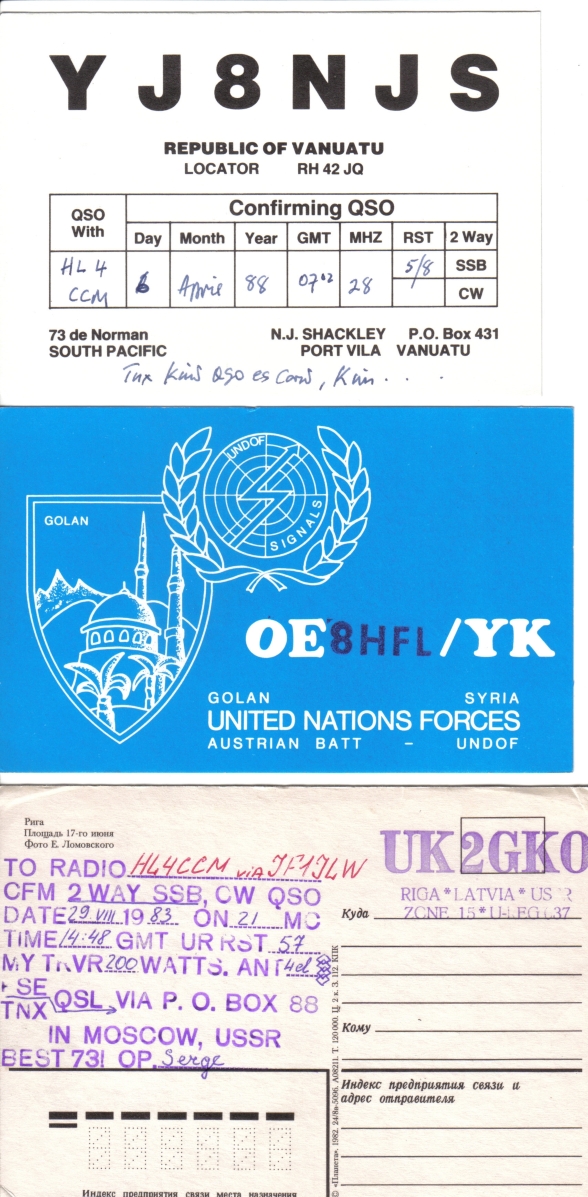 YJ8NJS
REPUBLIC OF VANUATU
LOCATOR RH 42 JQ
QSO With
Confirming QSO
Day Month Year GMT MHZ RST 2 Way
HL4 CCM 6 88 0702 28 5/8 SSB
CW
73 de Norman N.J. SHACKLEY P.O. Box 431
SOUTH PACIFIC PORT VILA VANUATU
Tnx QSO es
UNDOF
SIGNALS
GOLAN
OE8HFL/YK
GOLAN SYRIA
UNITED NATIONS FORCES
AUSTRIAN BATT - UNDOF
Рига
Площадь 17-го июня
Фото Е. Ломовского
UK2GKO
RIGA*LATVIA*
ZONE 15*
TO RADIO HL4CCM via JF1JLW
CFM 2 WAY SSB, CW QSO
DATE 29 VIII 1983 ON 21 MC
TIME 14:48 GMT UR RST 57
MY TRVR 200 WATTS. ANT 4el
TNX QSL VIA P. O. BOX 88
IN MOSCOW, USSR
BEST 73! OP. Serge
Куда
Кому
Индекс предприятия связи и
адрес отправителя
© «Планета». 1982.
Индекс предприятия связи места назначения